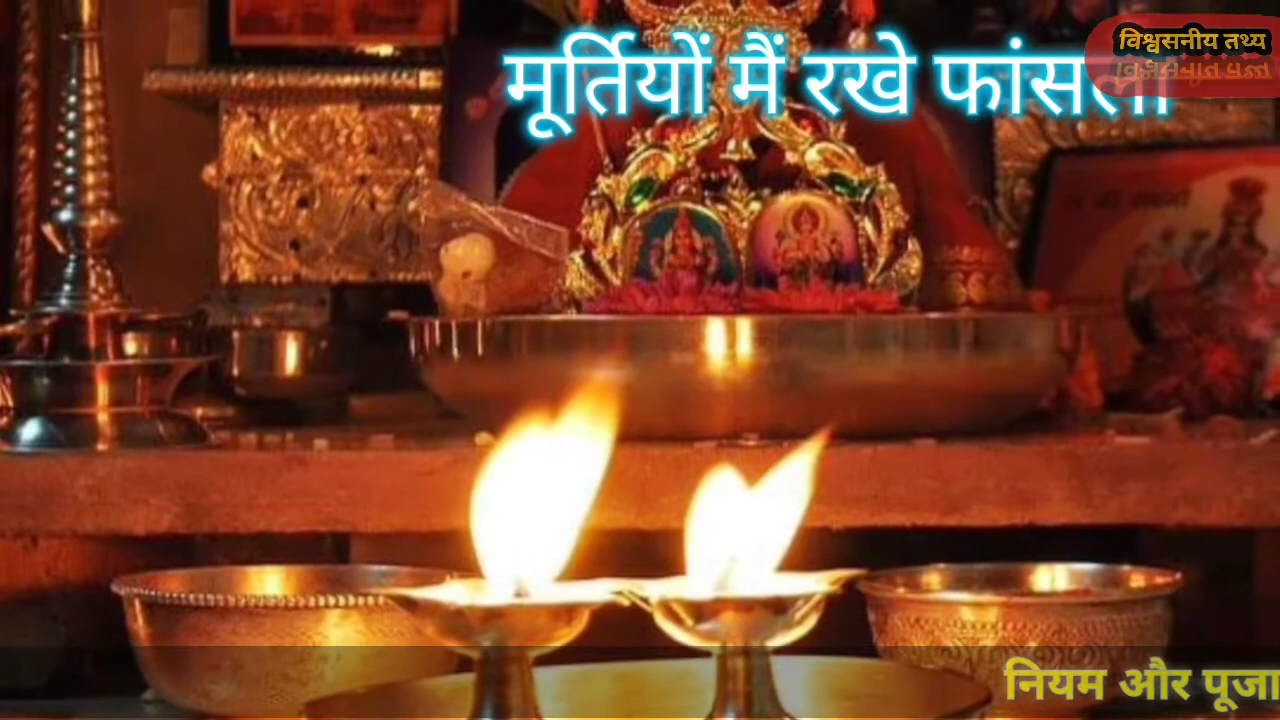 मूर्तियों मैं रखे फांसला
विश्वसनीय तथ्य
नियम और पूजा